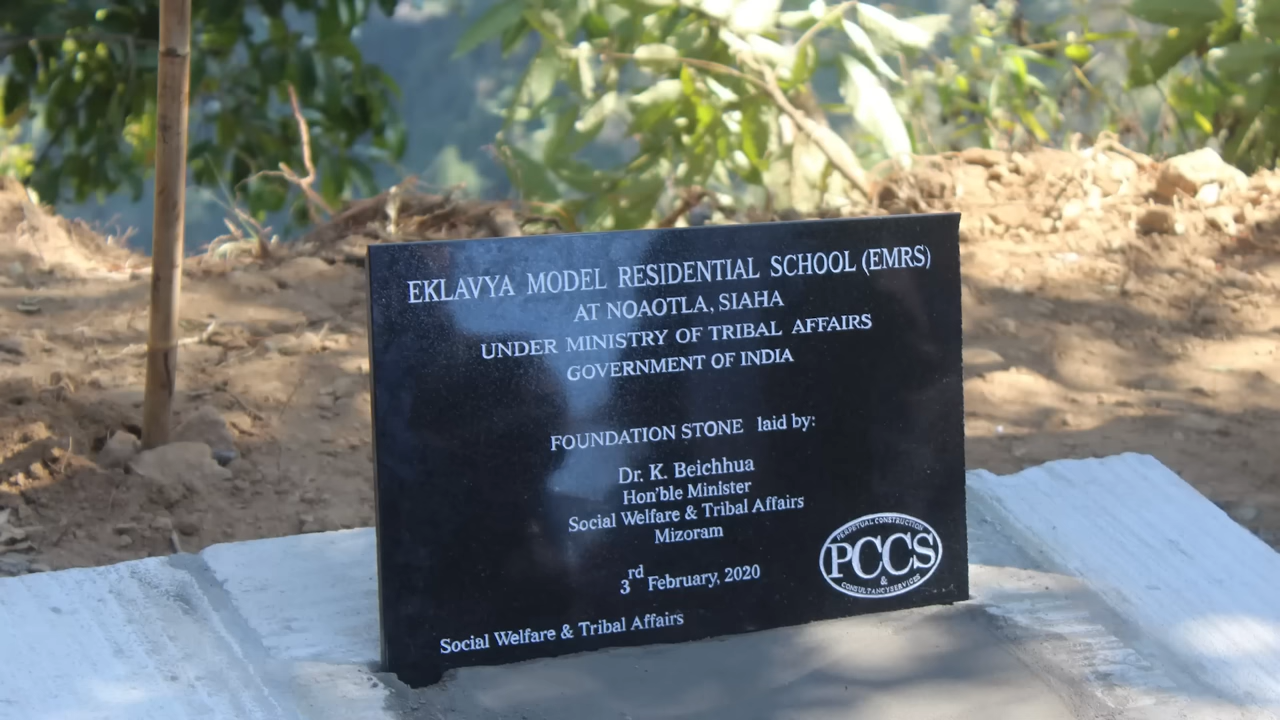 EKLAVYA MODEL RESIDENTIAL SCHOOL (EMRS)
AT NOAOTLA, SIAHA
UNDER MINISTRY OF TRIBAL AFFAIRS
GOVERNMENT OF INDIA
FOUNDATION STONE laid by:
Dr. K. Beichhua
Hon'ble Minister
Social Welfare & Tribal Affairs
Mizoram
3rd February, 2020
Social Welfare & Tribal Affairs
PERPETUAL CONSTRUCTION
PCCS
&
CONSULTANCY SERVICES